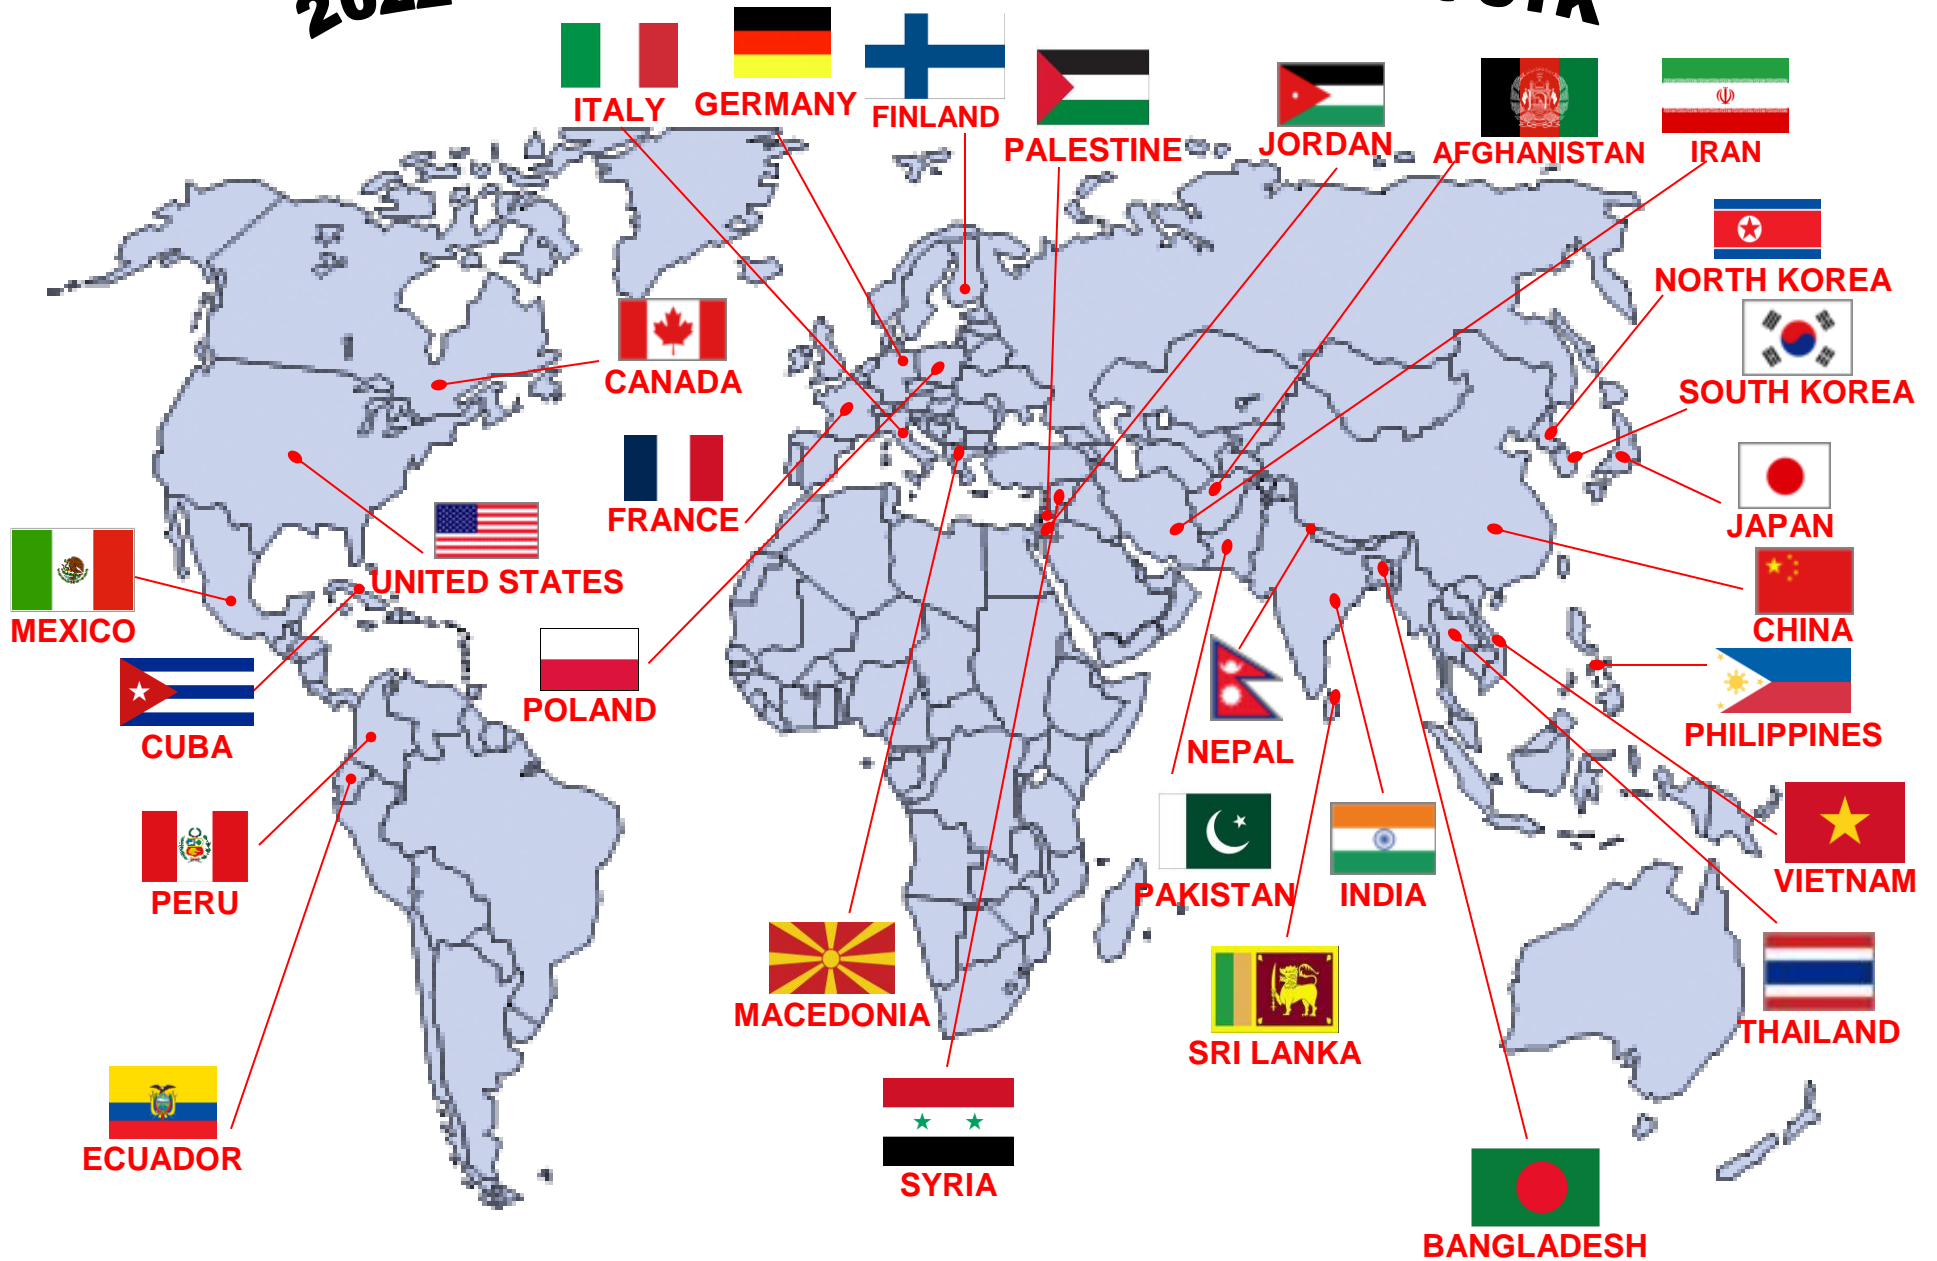 2022
ITALY
GERMANY
FINLAND
PALESTINE
JORDAN
AFGHANISTAN
IRAN
NORTH KOREA
SOUTH KOREA
CANADA
FRANCE
JAPAN
UNITED STATES
MEXICO
CHINA
CUBA
POLAND
NEPAL
PHILIPPINES
PERU
PAKISTAN
INDIA
VIETNAM
MACEDONIA
SRI LANKA
THAILAND
ECUADOR
SYRIA
BANGLADESH